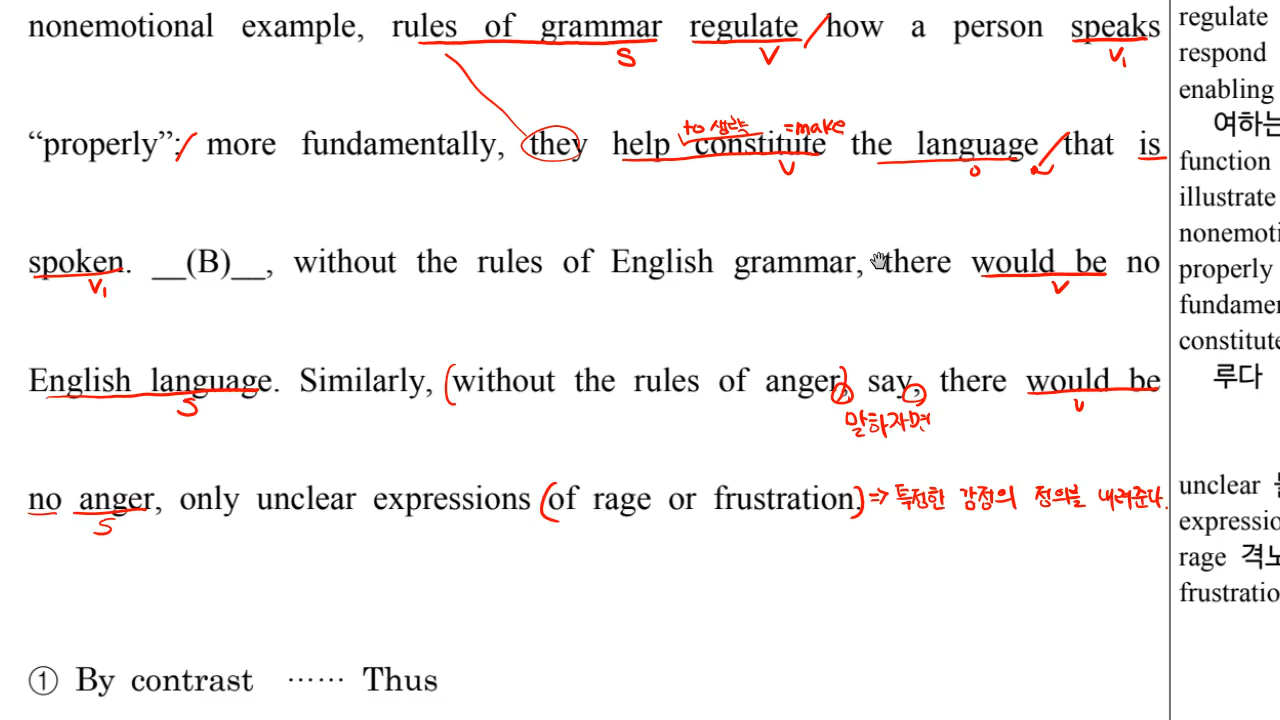 nonemotional example, rules of grammar regulate how a person speaks
S V V₁
to 생략 =make
"properly"; more fundamentally, they help constitute the language that is
V o
spoken. __(B)__, without the rules of English grammar, there would be no
V₁ V
English language. Similarly, (without the rules of anger), say, there would be
S 말하자면 v
no anger, only unclear expressions (of rage or frustration.) => 특정한 감정의 정의를 내려준다.
S
① By contrast ⋯⋯ Thus
regulate
respond
enabling
여하는
function
illustrate
nonemoti
properly
fundamen
constitute
루다
unclear
expressio
rage 격노
frustratio